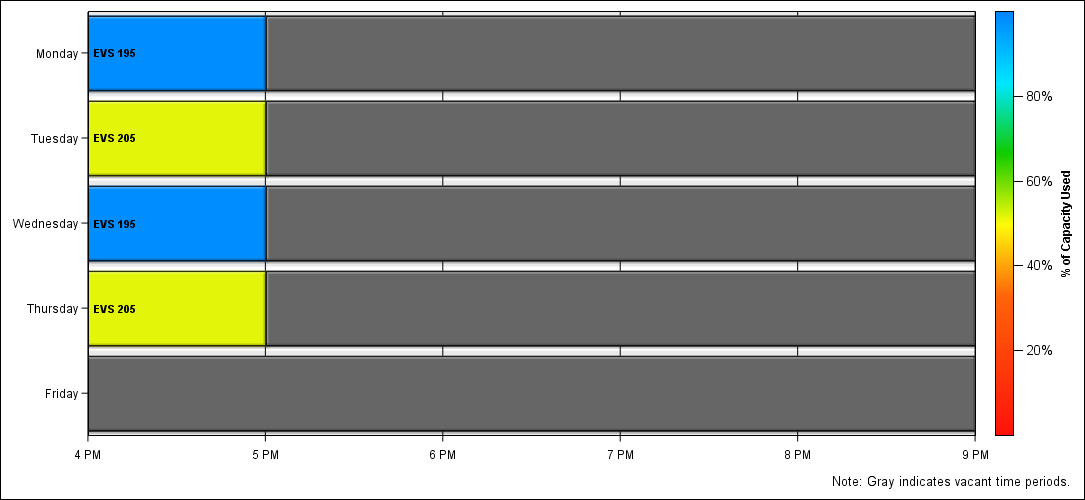 Monday
EVS 195
Tuesday
EVS 205
Wednesday
EVS 195
Thursday
EVS 205
Friday
4 PM 5 PM 6 PM 7 PM 8 PM 9 PM
80%
60%
40%
20%
% of Capacity Used
Note: Gray indicates vacant time periods.